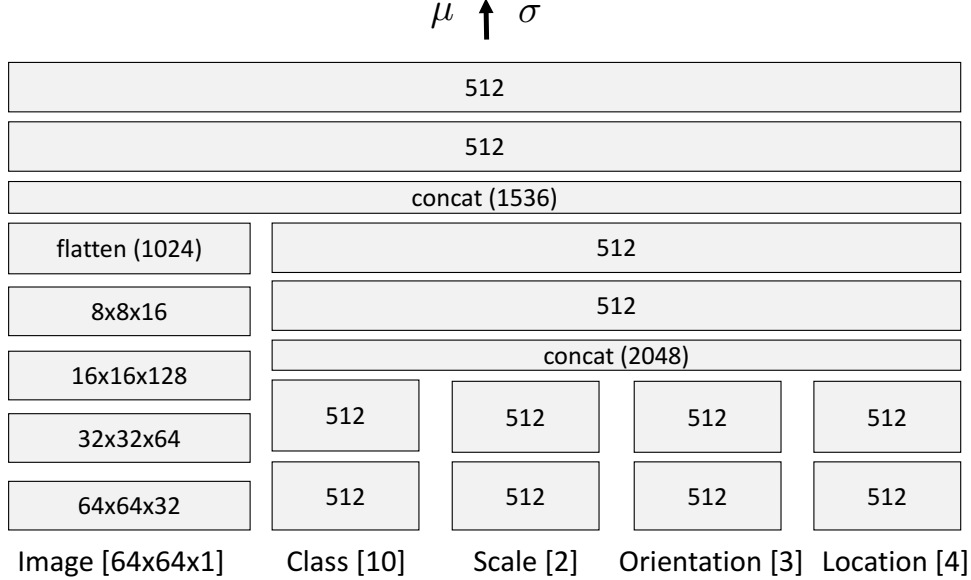 μ σ
512
512
concat (1536)
flatten (1024) 512
8x8x16 512
concat (2048)
16x16x128
512 512 512 512
32x32x64
512 512 512 512
64x64x32
Image [64x64x1] Class [10] Scale [2] Orientation [3] Location [4]